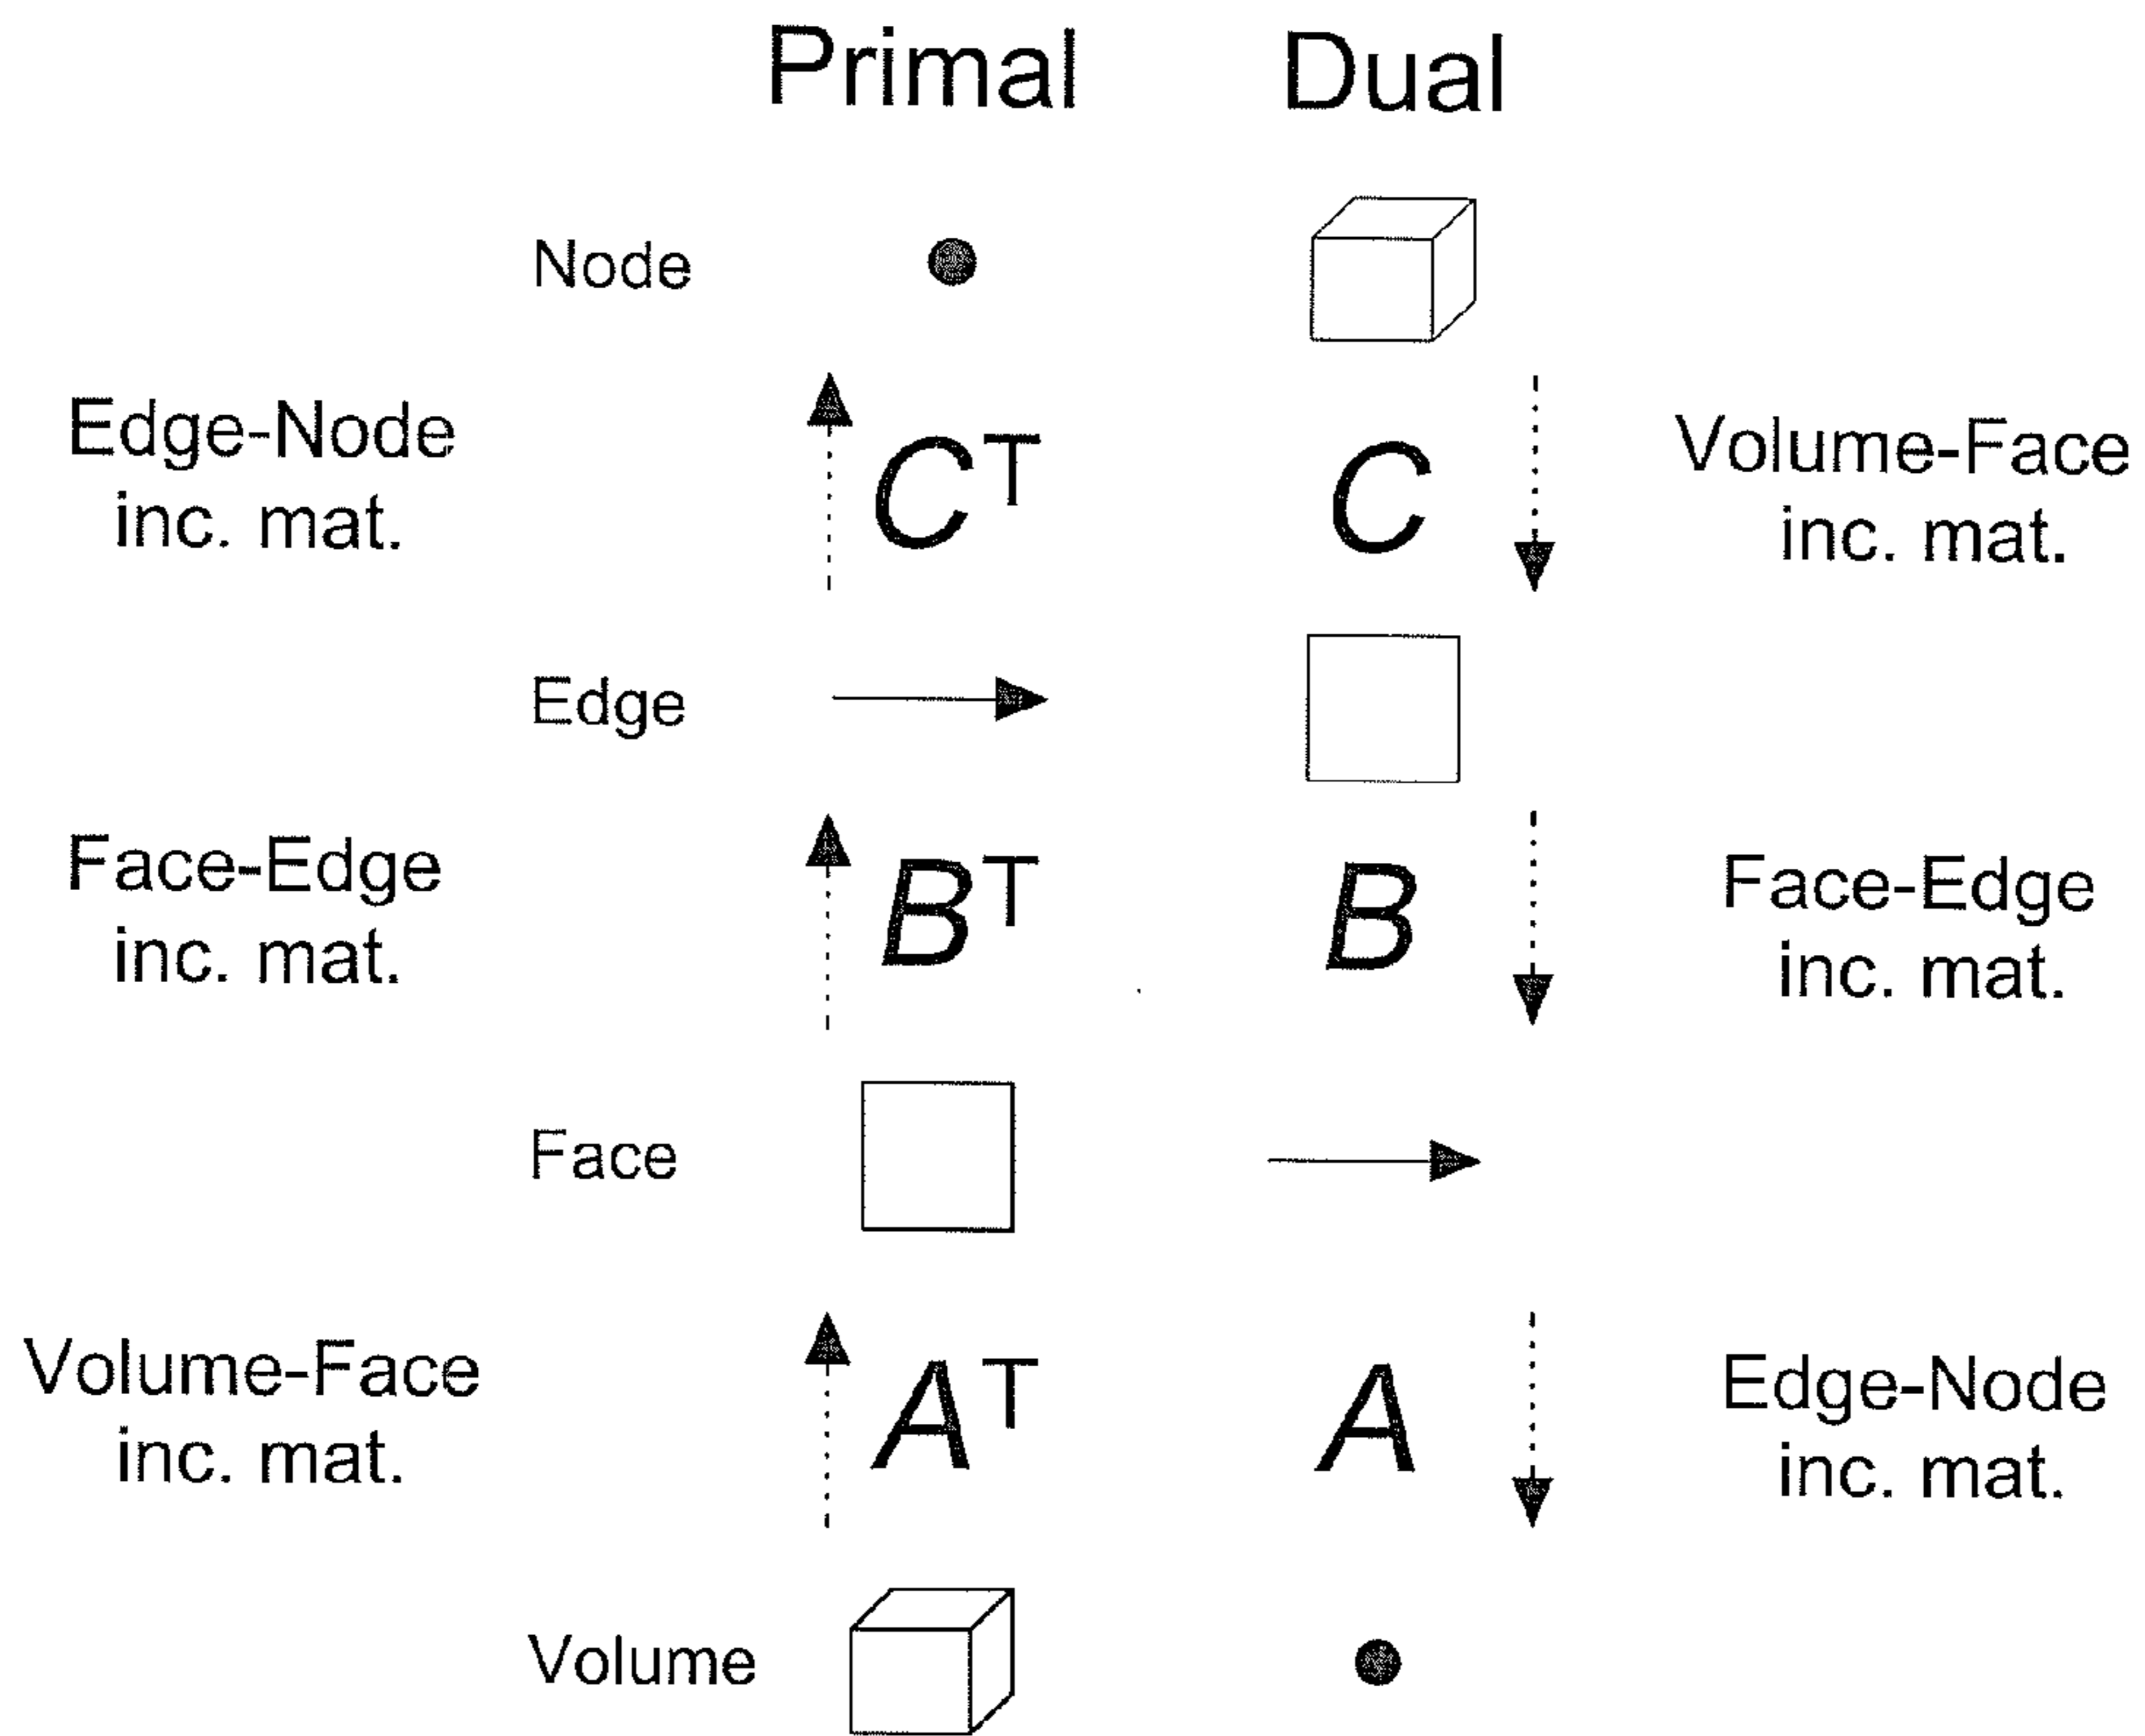 Primal Dual
Node
Edge-Node
inc. mat.
C^T C
Volume-Face
inc. mat.
Edge
Face-Edge
inc. mat.
B^T B
Face-Edge
inc. mat.
Face
Volume-Face
inc. mat.
A^T A
Edge-Node
inc. mat.
Volume